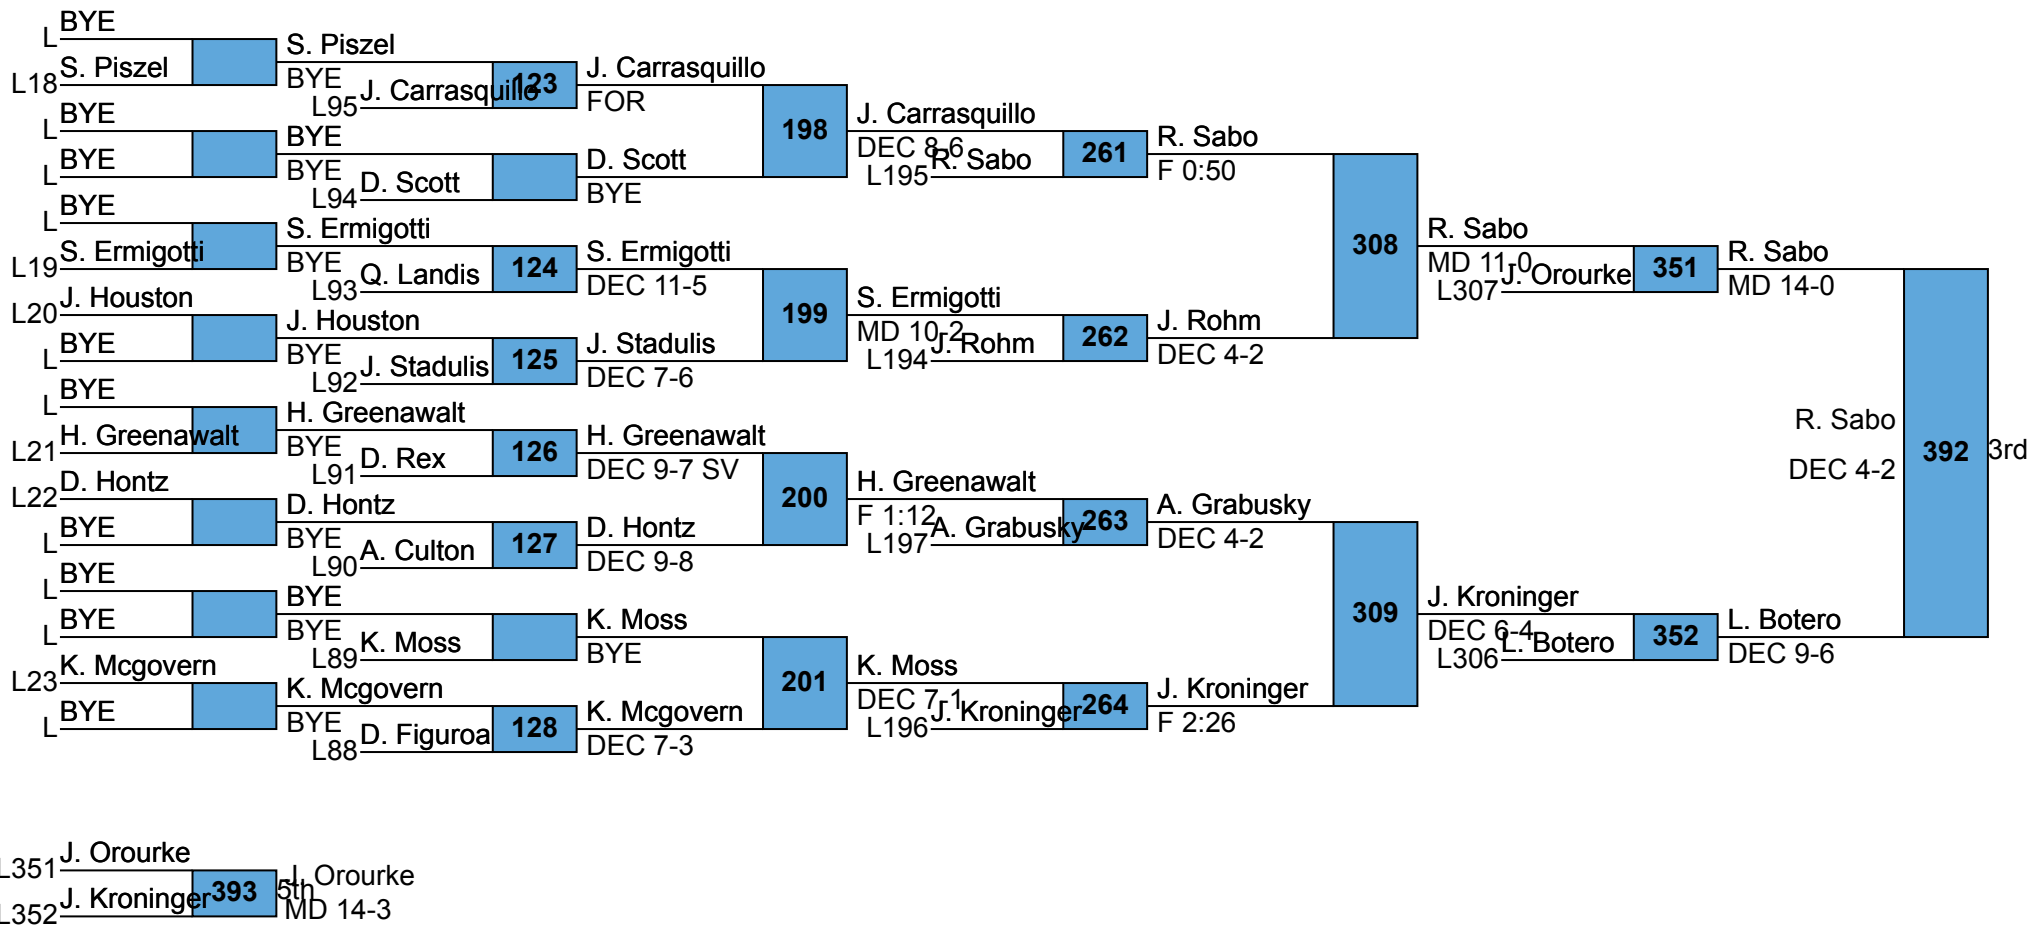 BYE
L
S. Piszel
L18
S. Piszel
BYE
J. Carrasquillo
L95
123
J. Carrasquillo
FOR
BYE
L
BYE
L
BYE
BYE
D. Scott
L94
D. Scott
BYE
198
J. Carrasquillo
DEC 8-6
R. Sabo
L195
261
R. Sabo
F 0:50
BYE
L
S. Ermigotti
L19
S. Ermigotti
BYE
Q. Landis
L93
124
S. Ermigotti
DEC 11-5
J. Houston
L20
BYE
L
J. Houston
BYE
J. Stadulis
L92
125
J. Stadulis
DEC 7-6
199
S. Ermigotti
MD 10-2
J. Rohm
L194
262
J. Rohm
DEC 4-2
308
R. Sabo
MD 11-0
J. Orourke
L307
351
R. Sabo
MD 14-0
BYE
L
H. Greenawalt
L21
H. Greenawalt
BYE
D. Rex
L91
126
H. Greenawalt
DEC 9-7 SV
D. Hontz
L22
BYE
L
D. Hontz
BYE
A. Culton
L90
127
D. Hontz
DEC 9-8
200
H. Greenawalt
F 1:12
A. Grabusky
L197
263
A. Grabusky
DEC 4-2
BYE
L
BYE
L
BYE
BYE
K. Moss
L89
K. Moss
BYE
K. Mcgovern
L23
BYE
L
K. Mcgovern
BYE
D. Figuroa
L88
128
K. Mcgovern
DEC 7-3
201
K. Moss
DEC 7-1
J. Kroninger
L196
264
J. Kroninger
F 2:26
309
J. Kroninger
DEC 6-4
L. Botero
L306
352
L. Botero
DEC 9-6
R. Sabo
DEC 4-2
392
3rd
J. Orourke
L351
J. Kroninger
L352
393
5th
J. Orourke
MD 14-3